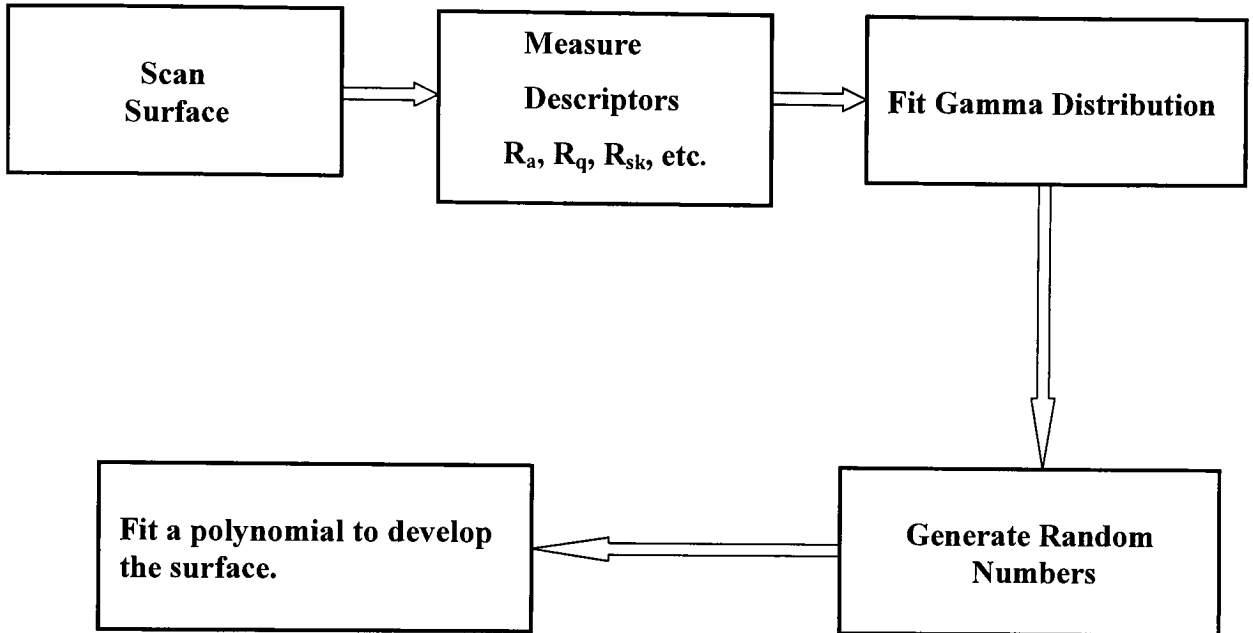 Scan
Surface
Measure
Descriptors
Rₐ, R_q, Rₛₖ, etc.
Fit Gamma Distribution
Generate Random
Numbers
Fit a polynomial to develop
the surface.